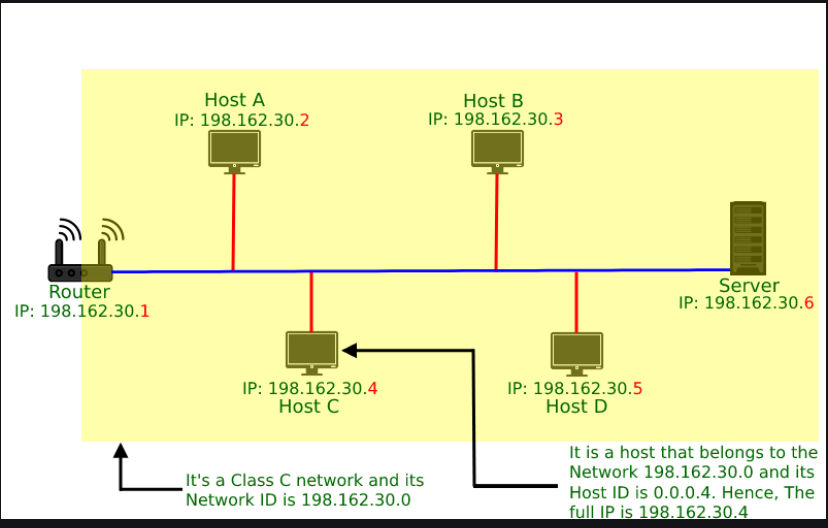 Host A
IP: 198.162.30.2
Host B
IP: 198.162.30.3
Router
IP: 198.162.30.1
Server
IP: 198.162.30.6
IP: 198.162.30.4
Host C
IP: 198.162.30.5
Host D
It's a Class C network and its
Network ID is 198.162.30.0
It is a host that belongs to the
Network 198.162.30.0 and its
Host ID is 0.0.0.4. Hence, The
full IP is 198.162.30.4